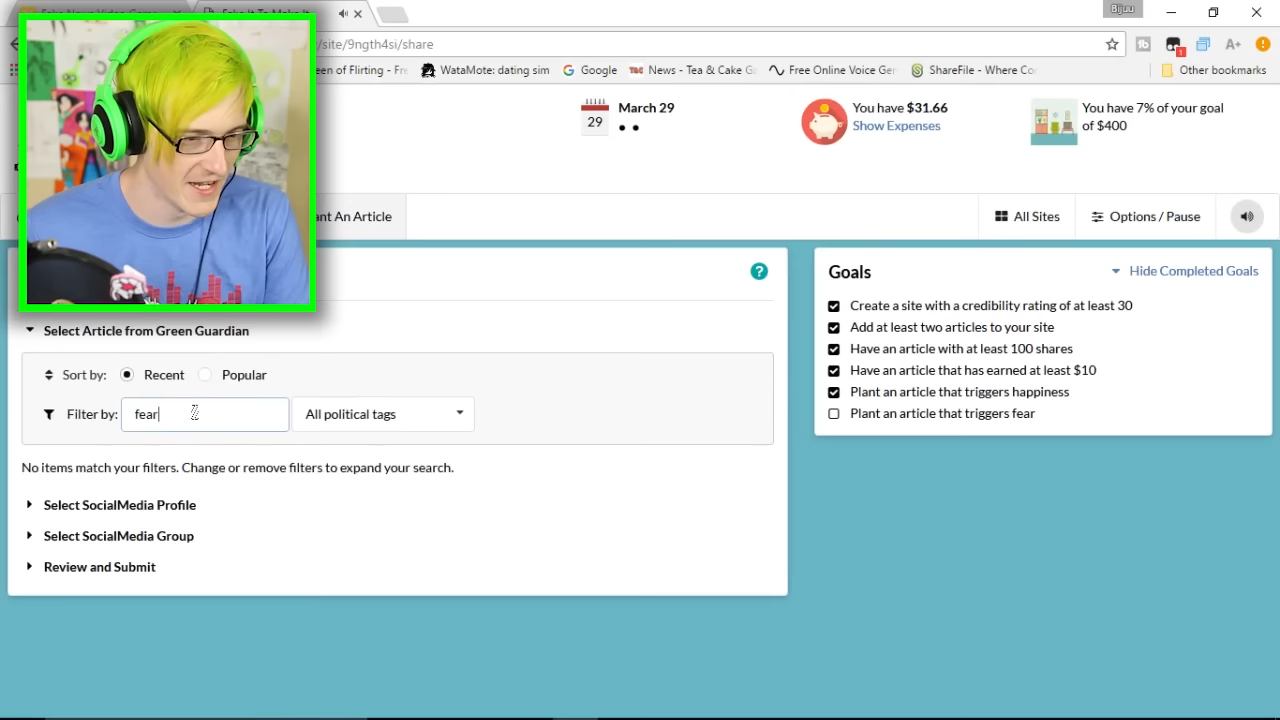 Fake It To Make It
Bijuu
/site/9ngth4si/share
een of Flirting - Fr
WataMote: dating sim
Google
News - Tea & Cake G
Free Online Voice Ger
ShareFile - Where Co
Other bookmarks
March 29
29
You have $31.66
Show Expenses
You have 7% of your goal
of $400
ant An Article
All Sites
Options / Pause
Goals
Hide Completed Goals
Create a site with a credibility rating of at least 30
Add at least two articles to your site
Have an article with at least 100 shares
Have an article that has earned at least $10
Plant an article that triggers happiness
Plant an article that triggers fear
Select Article from Green Guardian
Sort by: Recent Popular
Filter by: fear All political tags
No items match your filters. Change or remove filters to expand your search.
Select SocialMedia Profile
Select SocialMedia Group
Review and Submit